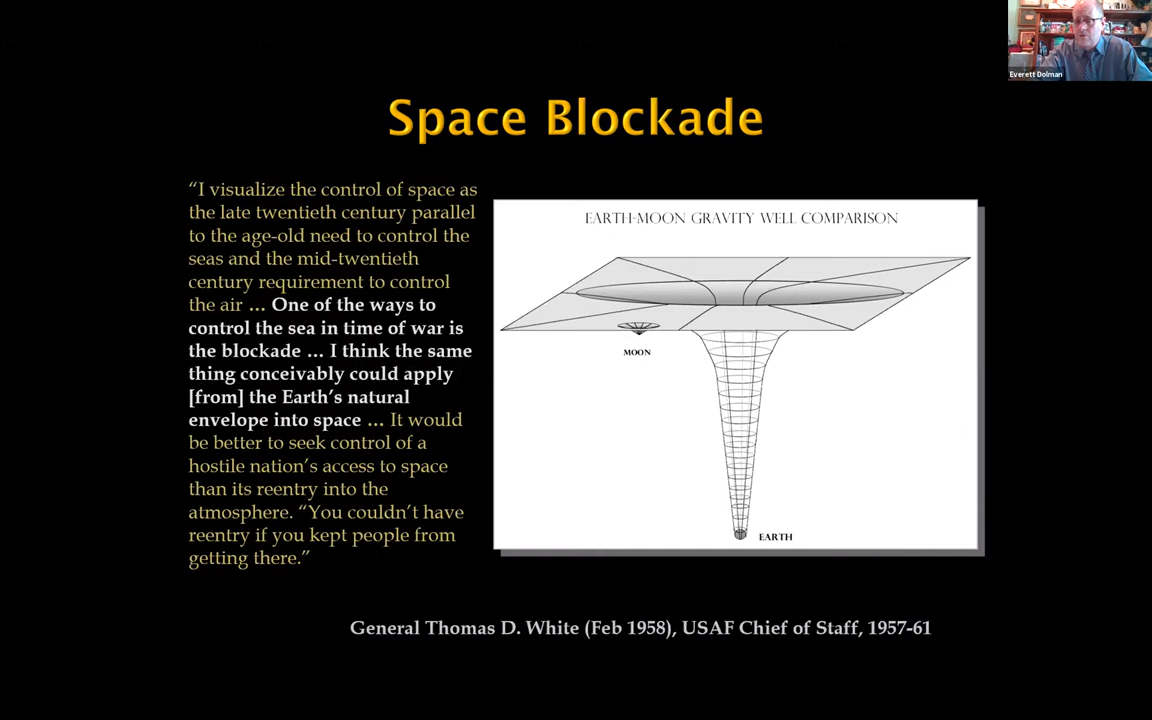 Everett Dolman
Space Blockade
“I visualize the control of space as
the late twentieth century parallel
to the age-old need to control the
seas and the mid-twentieth
century requirement to control
the air … One of the ways to
control the sea in time of war is
the blockade … I think the same
thing conceivably could apply
[from] the Earth’s natural
envelope into space … It would
be better to seek control of a
hostile nation’s access to space
than its reentry into the
atmosphere. “You couldn’t have
reentry if you kept people from
getting there.”
EARTH-MOON GRAVITY WELL COMPARISON
MOON
EARTH
General Thomas D. White (Feb 1958), USAF Chief of Staff, 1957-61